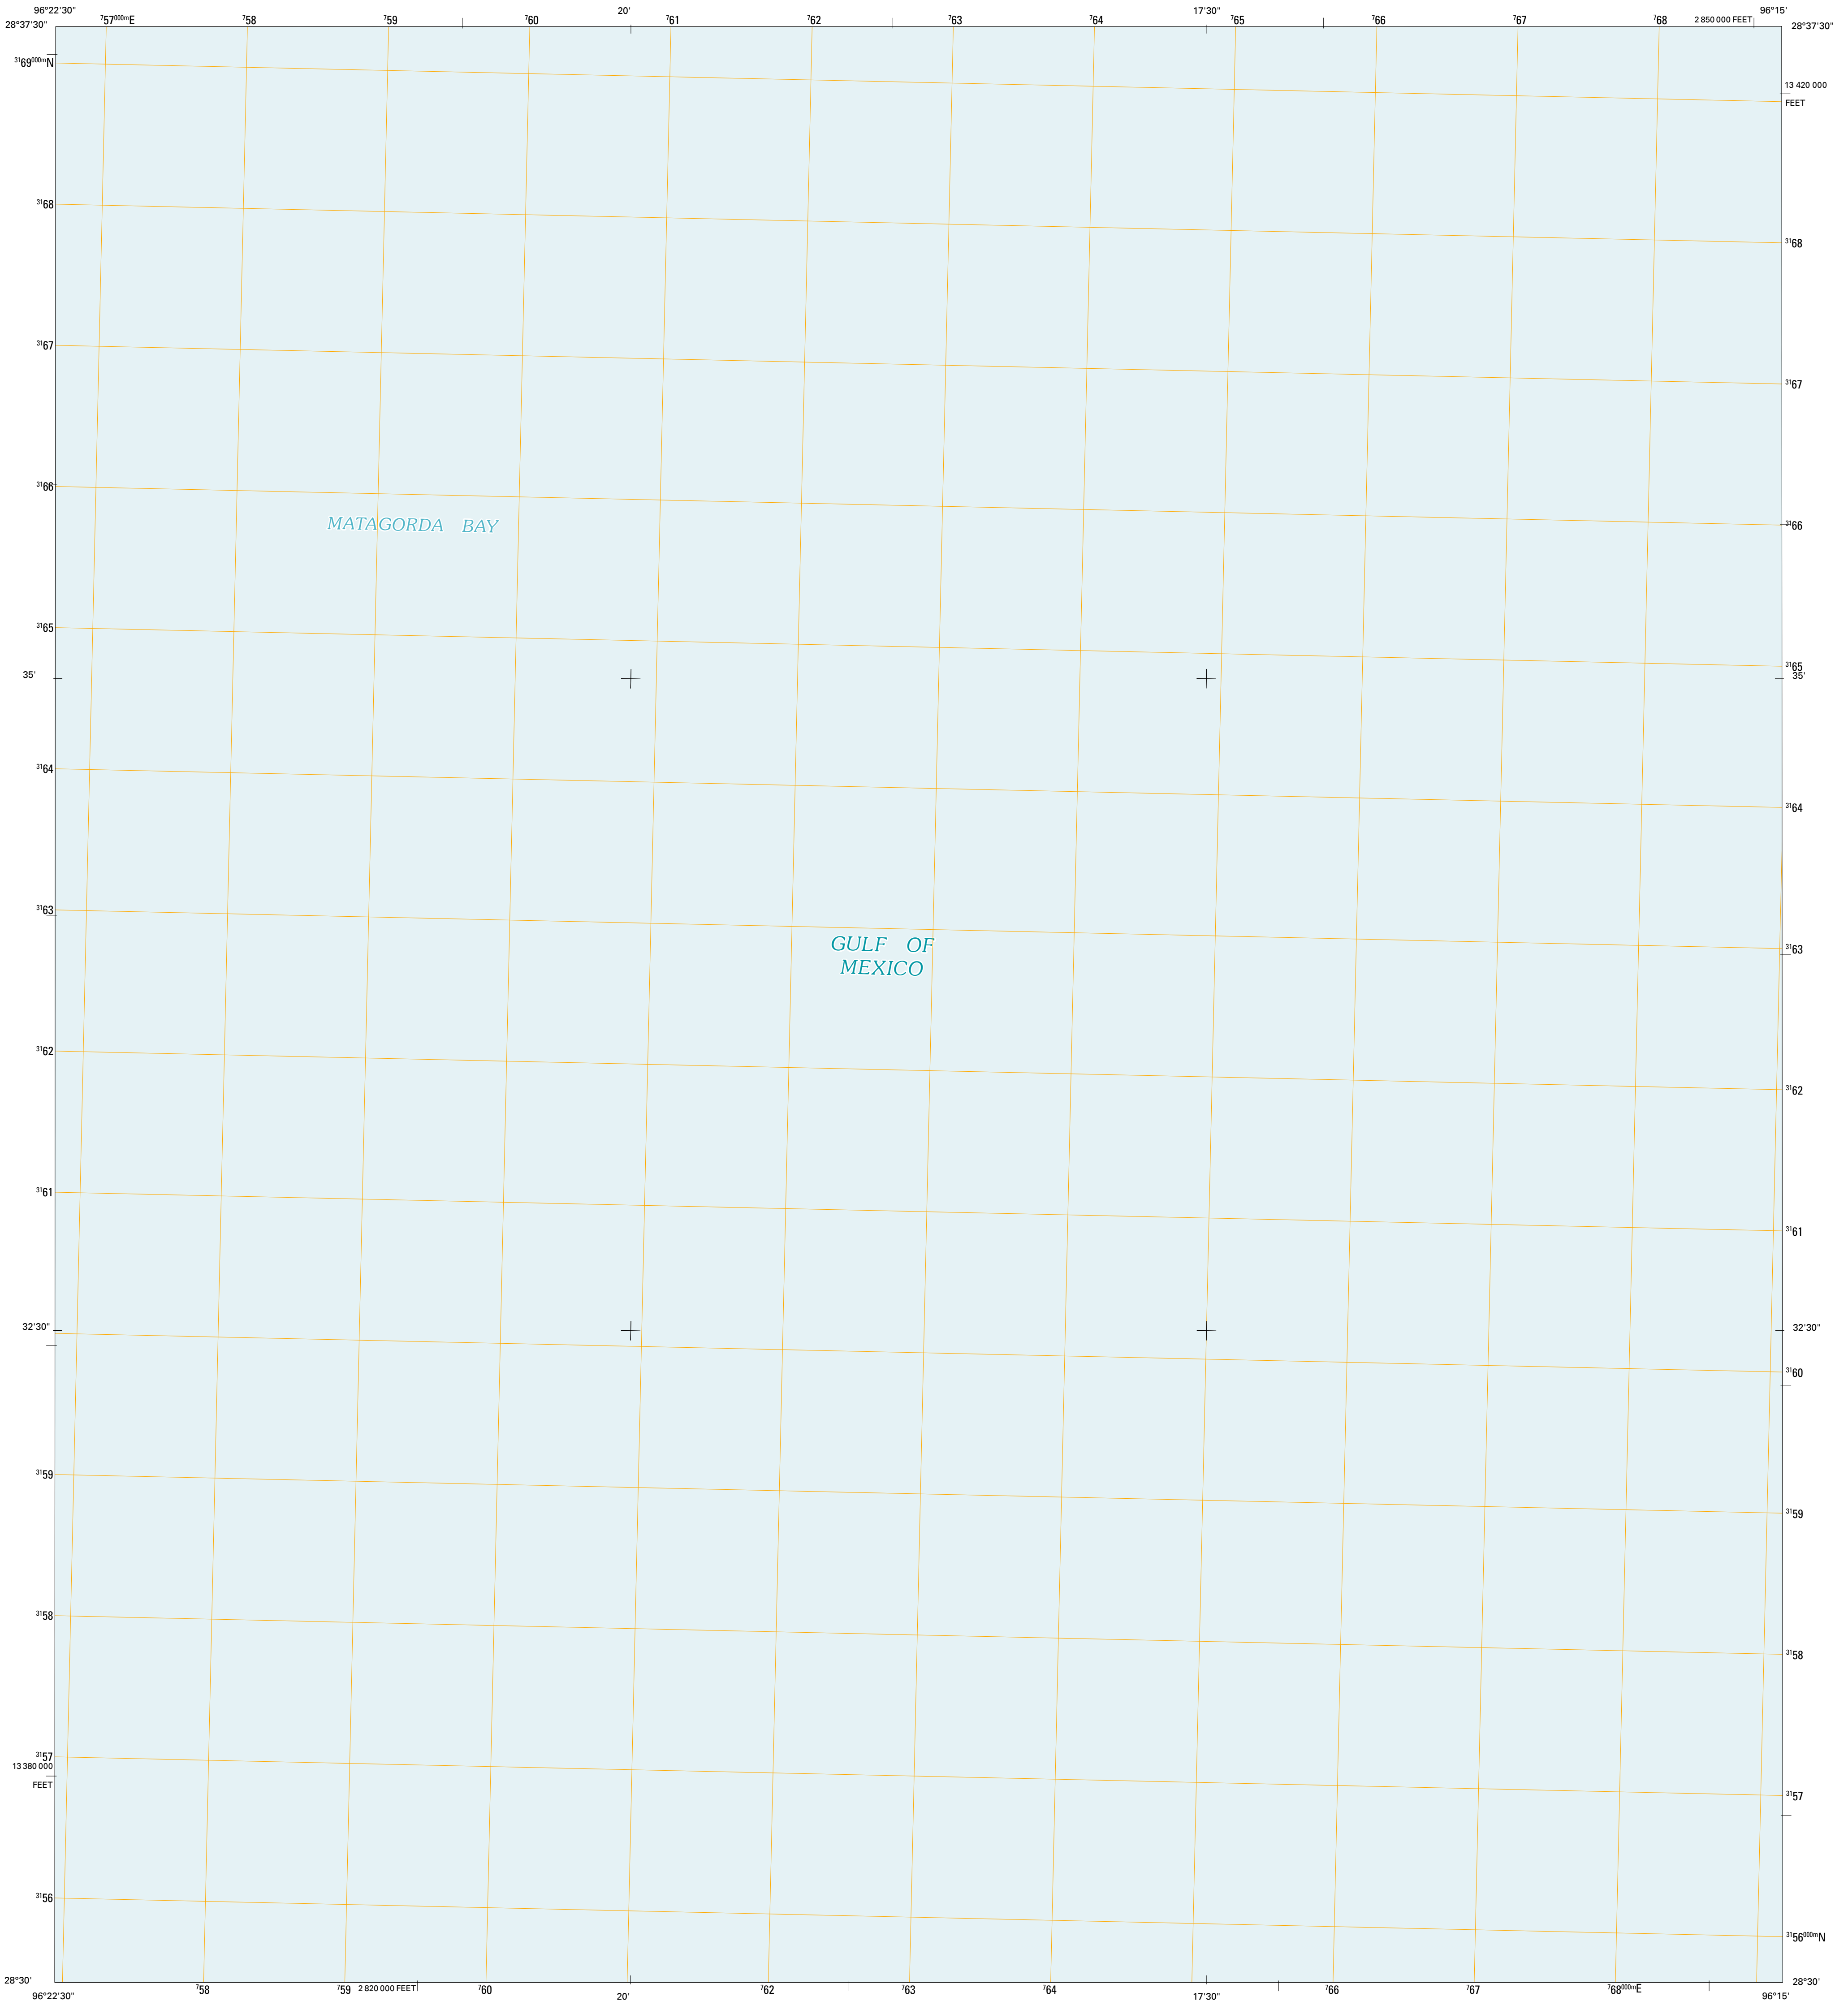 96°22'30" 757000mE 758 759 760 20' 761 762 763 764 17'30" 765 766 767 768 2 850 000 FEET 96°15'
28°37'30" 28°37'30"
3169000mN 13 420 000
FEET
3168 3168
3167 3167
3166 3166
MATAGORDA BAY
3165 3165
35' 35'
3164 3164
3163 3163
GULF OF
MEXICO
3162 3162
3161 3161
32'30" 32'30"
3160
3159 3159
3158 3158
3157
13 380 000
FEET
3157
3156 3156000mN
28°30' 28°30'
758 759 2 820 000 FEET 760 762 763 764 766 767 768000mE
96°22'30" 20' 17'30" 96°15'